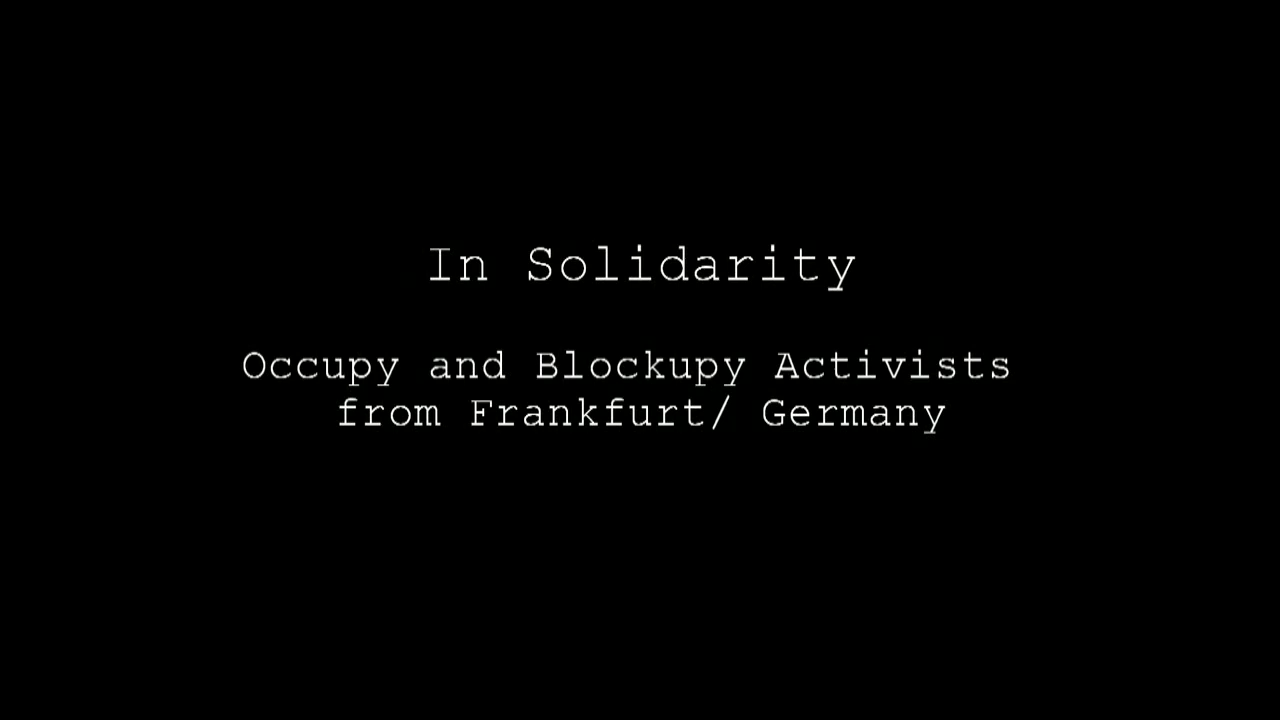 In Solidarity
Occupy and Blockupy Activists
from Frankfurt/ Germany